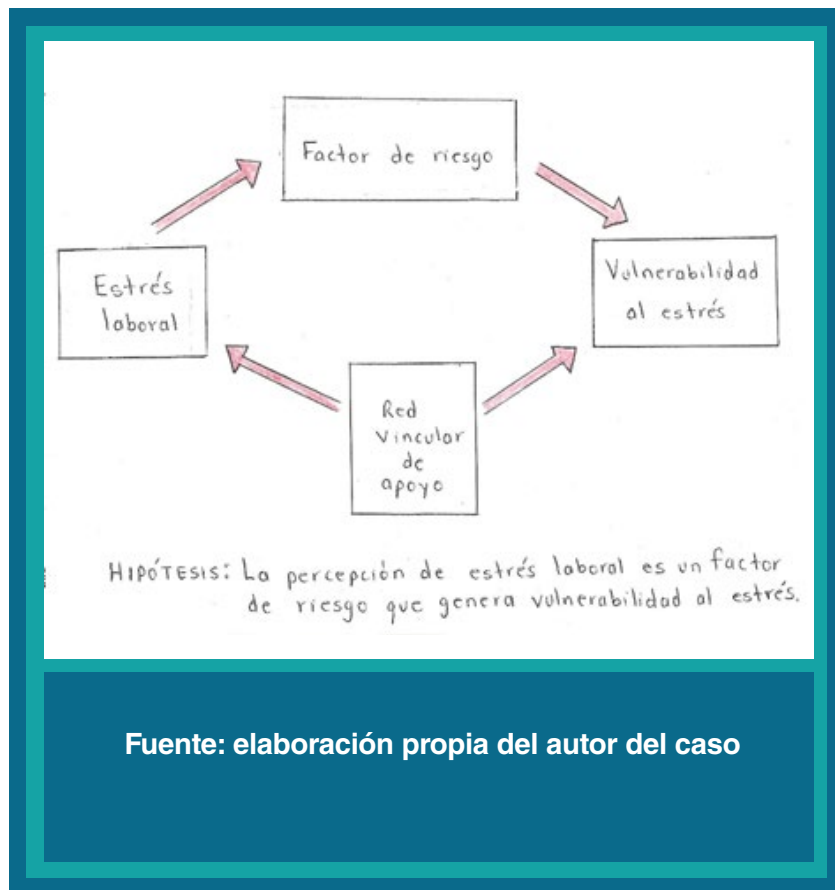 Factor de riesgo
Estrés
laboral
Vulnerabilidad
al estrés
Red
vincular
de
apoyo
HIPÓTESIS: La percepción de estrés laboral es un factor
de riesgo que genera vulnerabilidad al estrés.
Fuente: elaboración propia del autor del caso